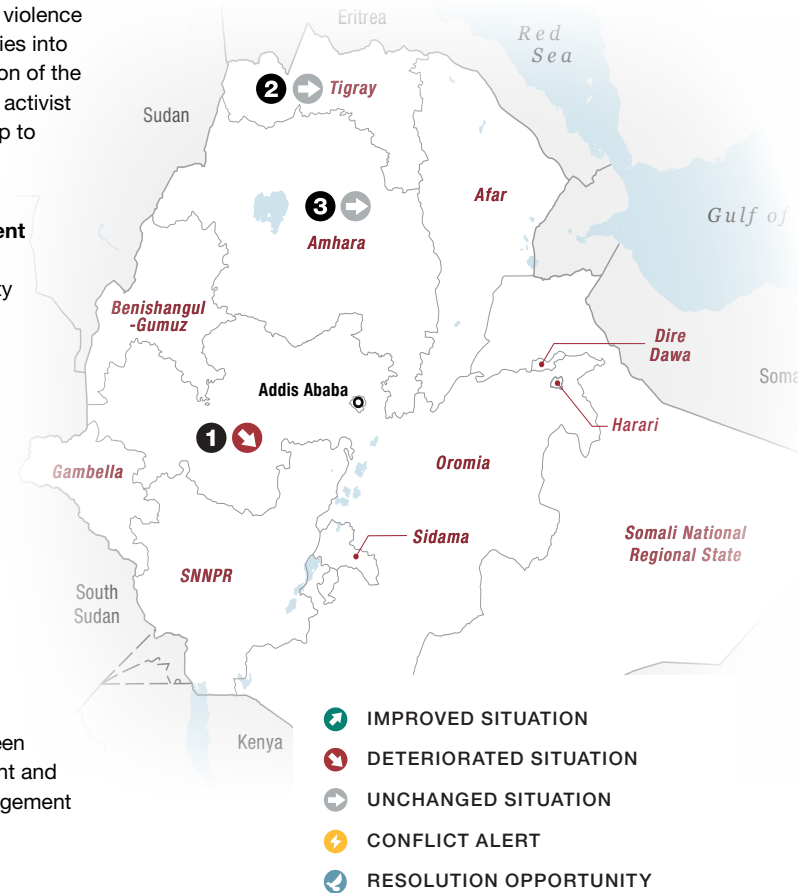 violence
ies into
on of the
activist
p to
ent
ty
een
nt and
gement
Eritrea
Red
Sea
2
Tigray
Sudan
Afar
3
Amhara
Gulf of
Benishangul
-Gumuz
Dire
Dawa
Addis Ababa
Soma
Harari
1
Oromia
Gambella
Somali National
Regional State
Sidama
SNNPR
South
Sudan
Kenya
IMPROVED SITUATION
DETERIORATED SITUATION
UNCHANGED SITUATION
CONFLICT ALERT
RESOLUTION OPPORTUNITY